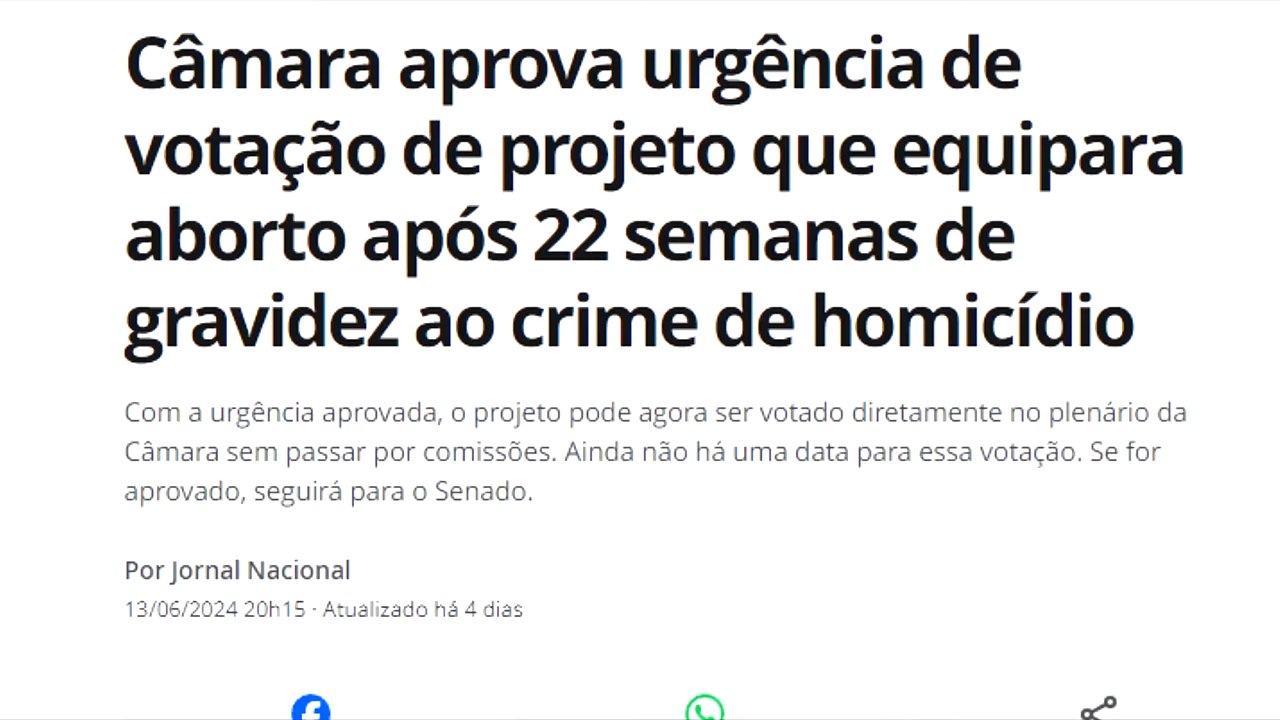 Câmara aprova urgência de
votação de projeto que equipara
aborto após 22 semanas de
gravidez ao crime de homicídio
Com a urgência aprovada, o projeto pode agora ser votado diretamente no plenário da
Câmara sem passar por comissões. Ainda não há uma data para essa votação. Se for
aprovado, seguirá para o Senado.
Por Jornal Nacional
13/06/2024 20h15 · Atualizado há 4 dias